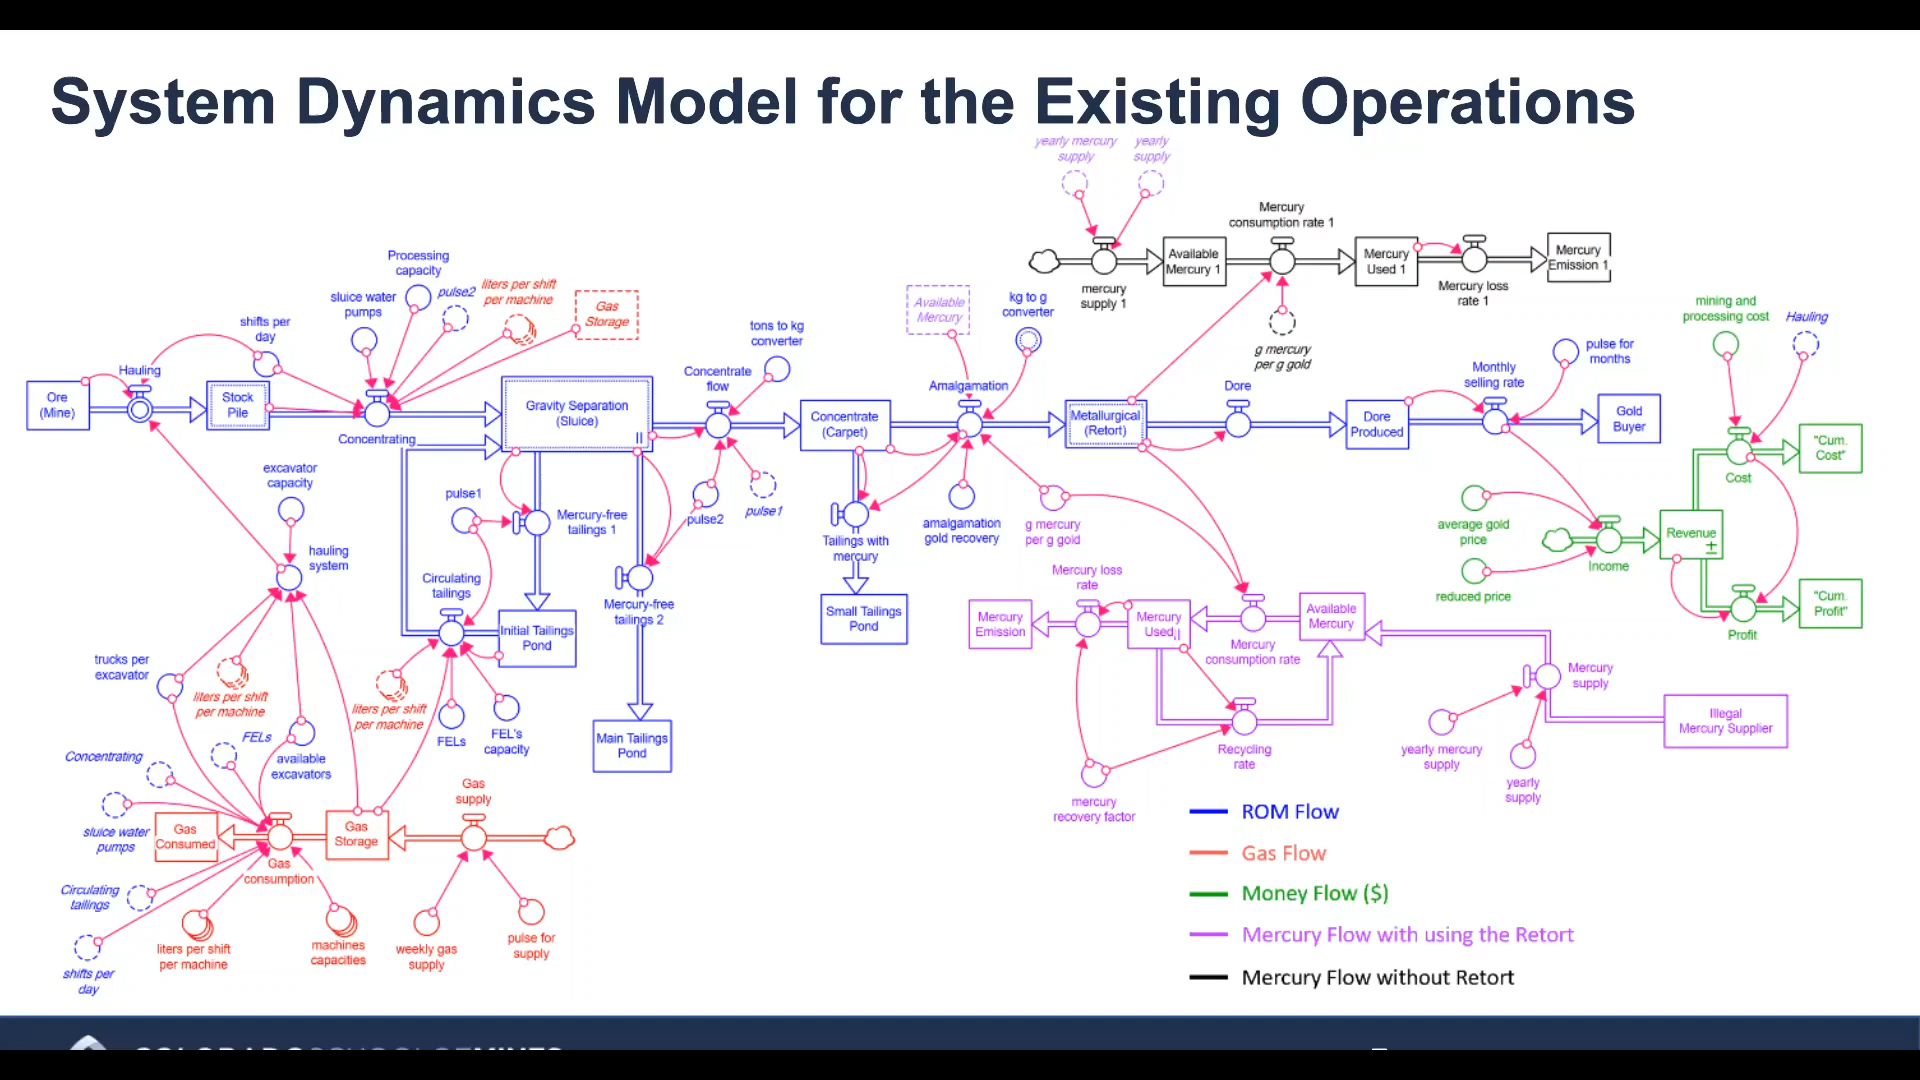 System Dynamics Model for the Existing Operations
yearly mercury
supply
yearly
supply
Mercury
consumption rate 1
Available
Mercury 1
Mercury
Used 1
Mercury
Emission 1
mercury
supply 1
Mercury loss
rate 1
g mercury
per g gold
Processing
capacity
sluice water
pumps
pulse2
liters per shift
per machine
Gas
Storage
shifts per
day
Hauling
Ore
(Mine)
Stock
Pile
Concentrating
Gravity Separation
(Sluice)
tons to kg
converter
Concentrate
flow
Concentrate
(Carpet)
Available
Mercury
kg to g
converter
Amalgamation
Metallurgical
(Retort)
Dore
Dore
Produced
Monthly
selling rate
pulse for
months
Gold
Buyer
mining and
processing cost
Hauling
"Cum.
Cost"
Cost
average gold
price
reduced price
Income
Revenue
Profit
"Cum.
Profit"
excavator
capacity
hauling
system
pulse1
Mercury-free
tailings 1
Circulating
tailings
Initial Tailings
Pond
Mercury-free
tailings 2
Main Tailings
Pond
pulse2
pulse1
Tailings with
mercury
Small Tailings
Pond
amalgamation
gold recovery
g mercury
per g gold
Mercury loss
rate
Mercury
Emission
Mercury
Used
Mercury
consumption rate
Available
Mercury
Mercury
supply
Illegal
Mercury Supplier
yearly mercury
supply
yearly
supply
Recycling
rate
mercury
recovery factor
trucks per
excavator
liters per shift
per machine
liters per shift
per machine
FELs
FEL's
capacity
FELs
available
excavators
Concentrating
sluice water
pumps
Gas
Consumed
Gas
consumption
Gas
Storage
Gas
supply
Circulating
tailings
shifts per
day
liters per shift
per machine
machines
capacities
weekly gas
supply
pulse for
supply
ROM Flow
Gas Flow
Money Flow ($)
Mercury Flow with using the Retort
Mercury Flow without Retort